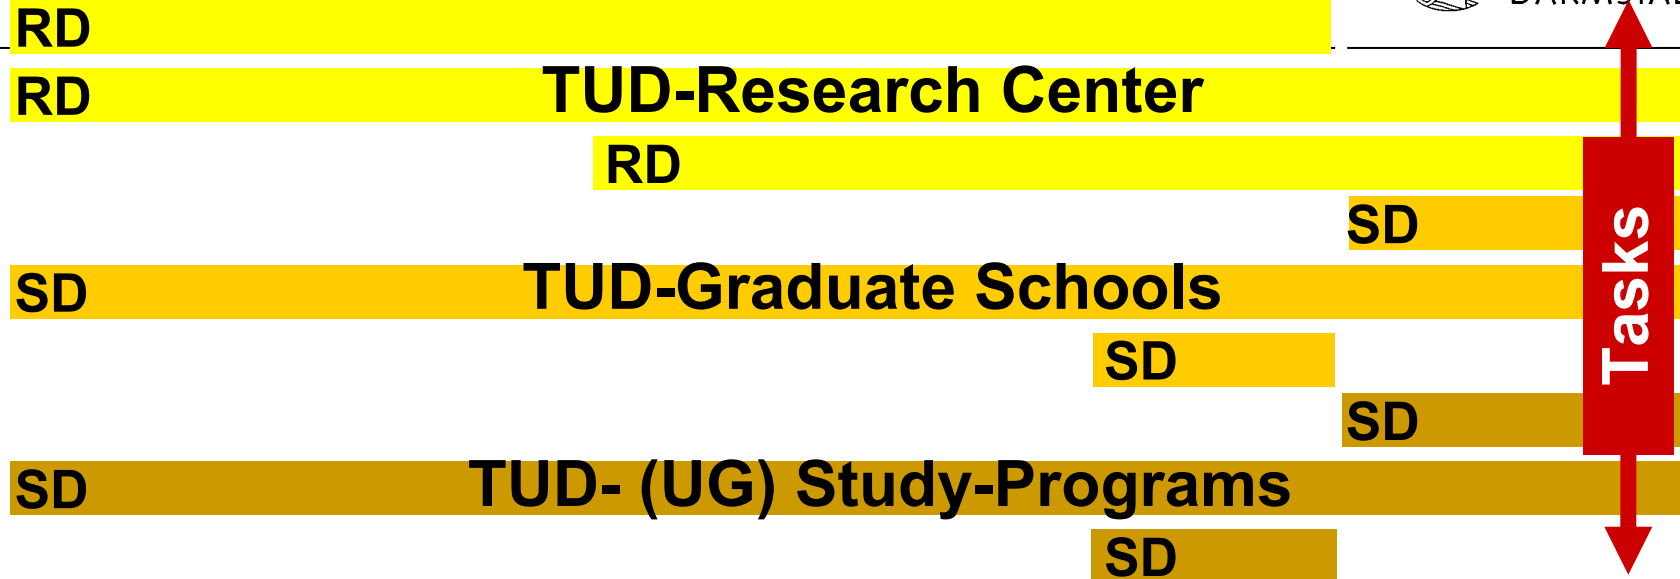 RD
RD TUD-Research Center
RD
SD
SD TUD-Graduate Schools
SD
SD
SD TUD- (UG) Study-Programs
SD
Tasks